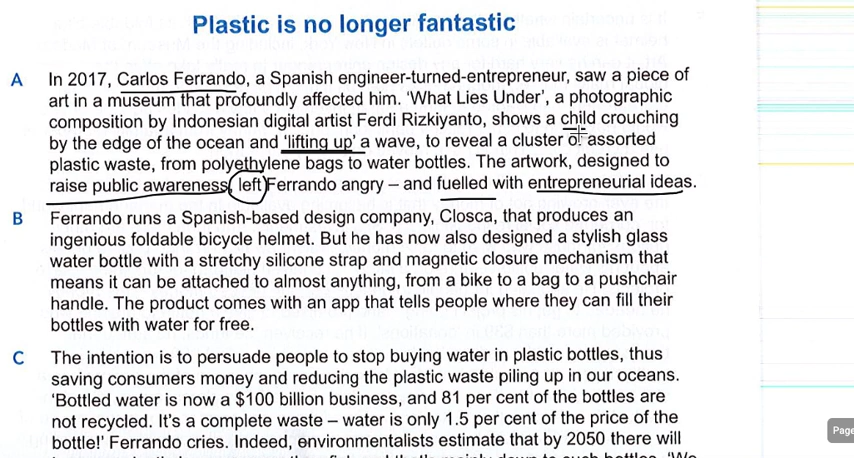 Plastic is no longer fantastic
A In 2017, Carlos Ferrando, a Spanish engineer-turned-entrepreneur, saw a piece of
art in a museum that profoundly affected him. ‘What Lies Under’, a photographic
composition by Indonesian digital artist Ferdi Rizkiyanto, shows a child crouching
by the edge of the ocean and ‘lifting up’ a wave, to reveal a cluster of assorted
plastic waste, from polyethylene bags to water bottles. The artwork, designed to
raise public awareness, left Ferrando angry – and fuelled with entrepreneurial ideas.
B Ferrando runs a Spanish-based design company, Closca, that produces an
ingenious foldable bicycle helmet. But he has now also designed a stylish glass
water bottle with a stretchy silicone strap and magnetic closure mechanism that
means it can be attached to almost anything, from a bike to a bag to a pushchair
handle. The product comes with an app that tells people where they can fill their
bottles with water for free.
C The intention is to persuade people to stop buying water in plastic bottles, thus
saving consumers money and reducing the plastic waste piling up in our oceans.
‘Bottled water is now a $100 billion business, and 81 per cent of the bottles are
not recycled. It’s a complete waste – water is only 1.5 per cent of the price of the
bottle!’ Ferrando cries. Indeed, environmentalists estimate that by 2050 there will
Page